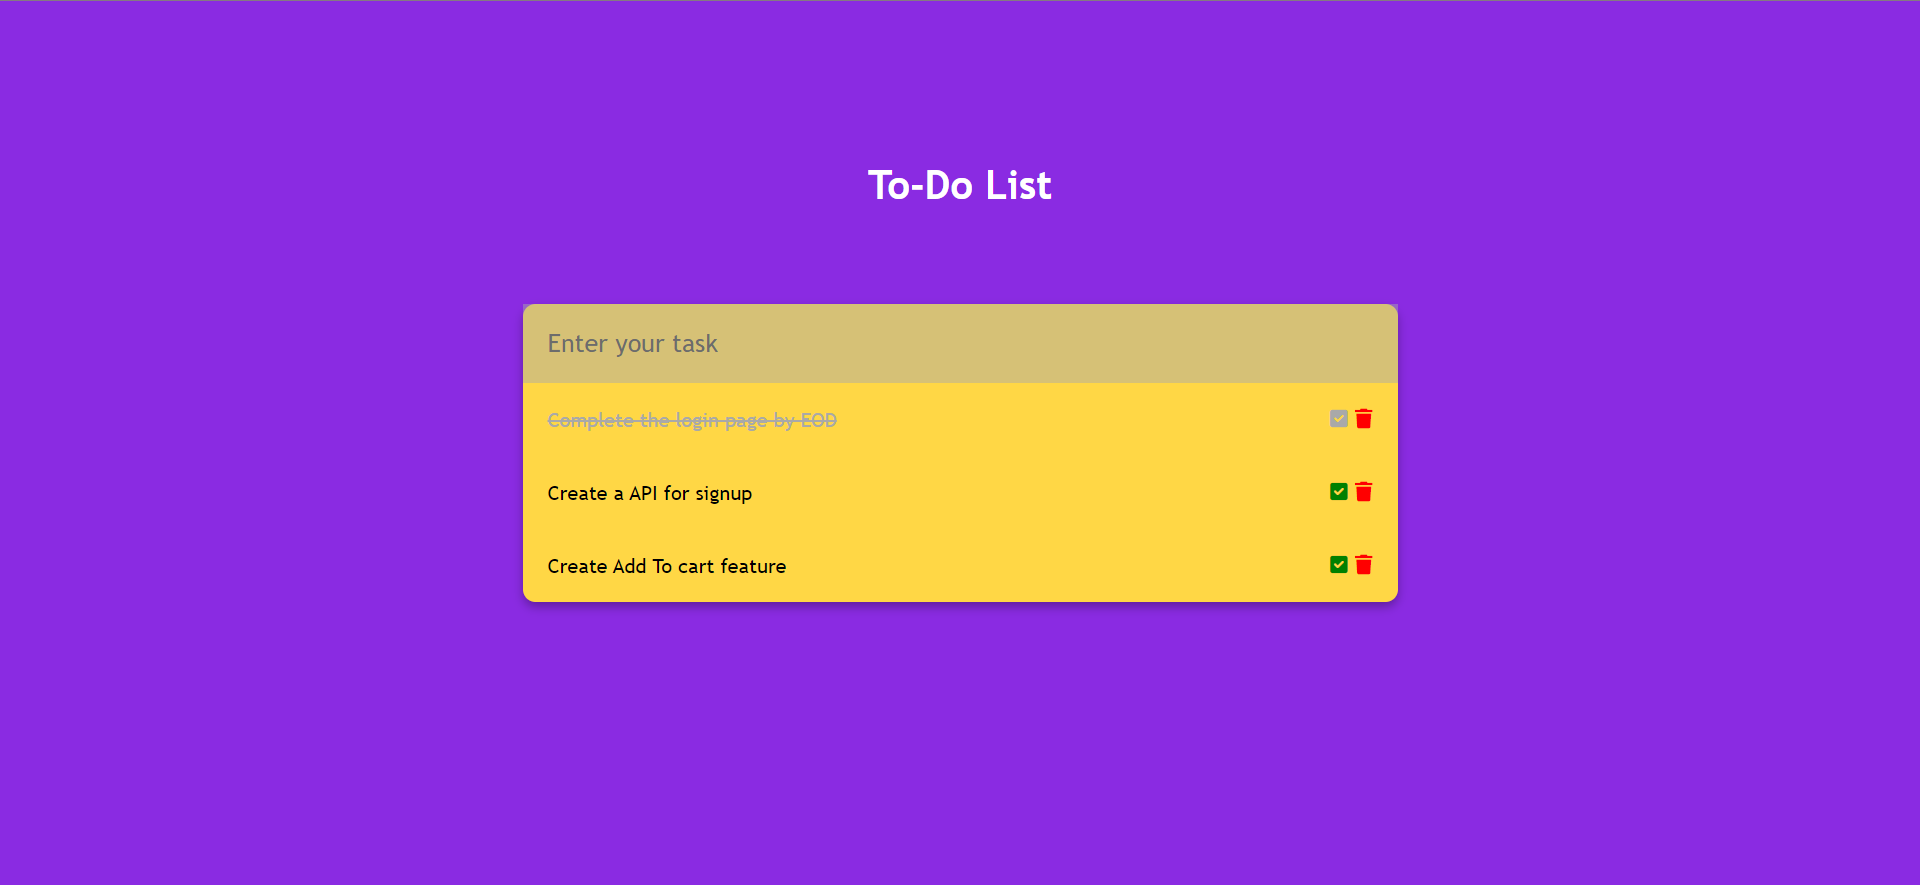 To-Do List
Enter your task
Complete the login page by EOD
Create a API for signup
Create Add To cart feature